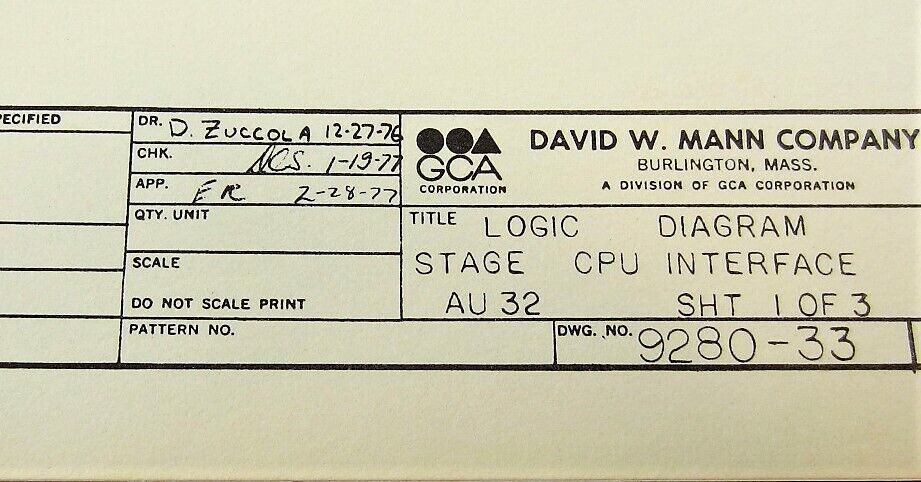 ECIFIED
DR. D. ZUCCOLA 12-27-76
CHK. 1-19-77
APP. ER 2-28-77
QTY. UNIT
SCALE
DO NOT SCALE PRINT
PATTERN NO.
GCA
CORPORATION
DAVID W. MANN COMPANY
BURLINGTON, MASS.
A DIVISION OF GCA CORPORATION
TITLE LOGIC DIAGRAM
STAGE CPU INTERFACE
AU 32 SHT 1 OF 3
DWG. NO. 9280-33